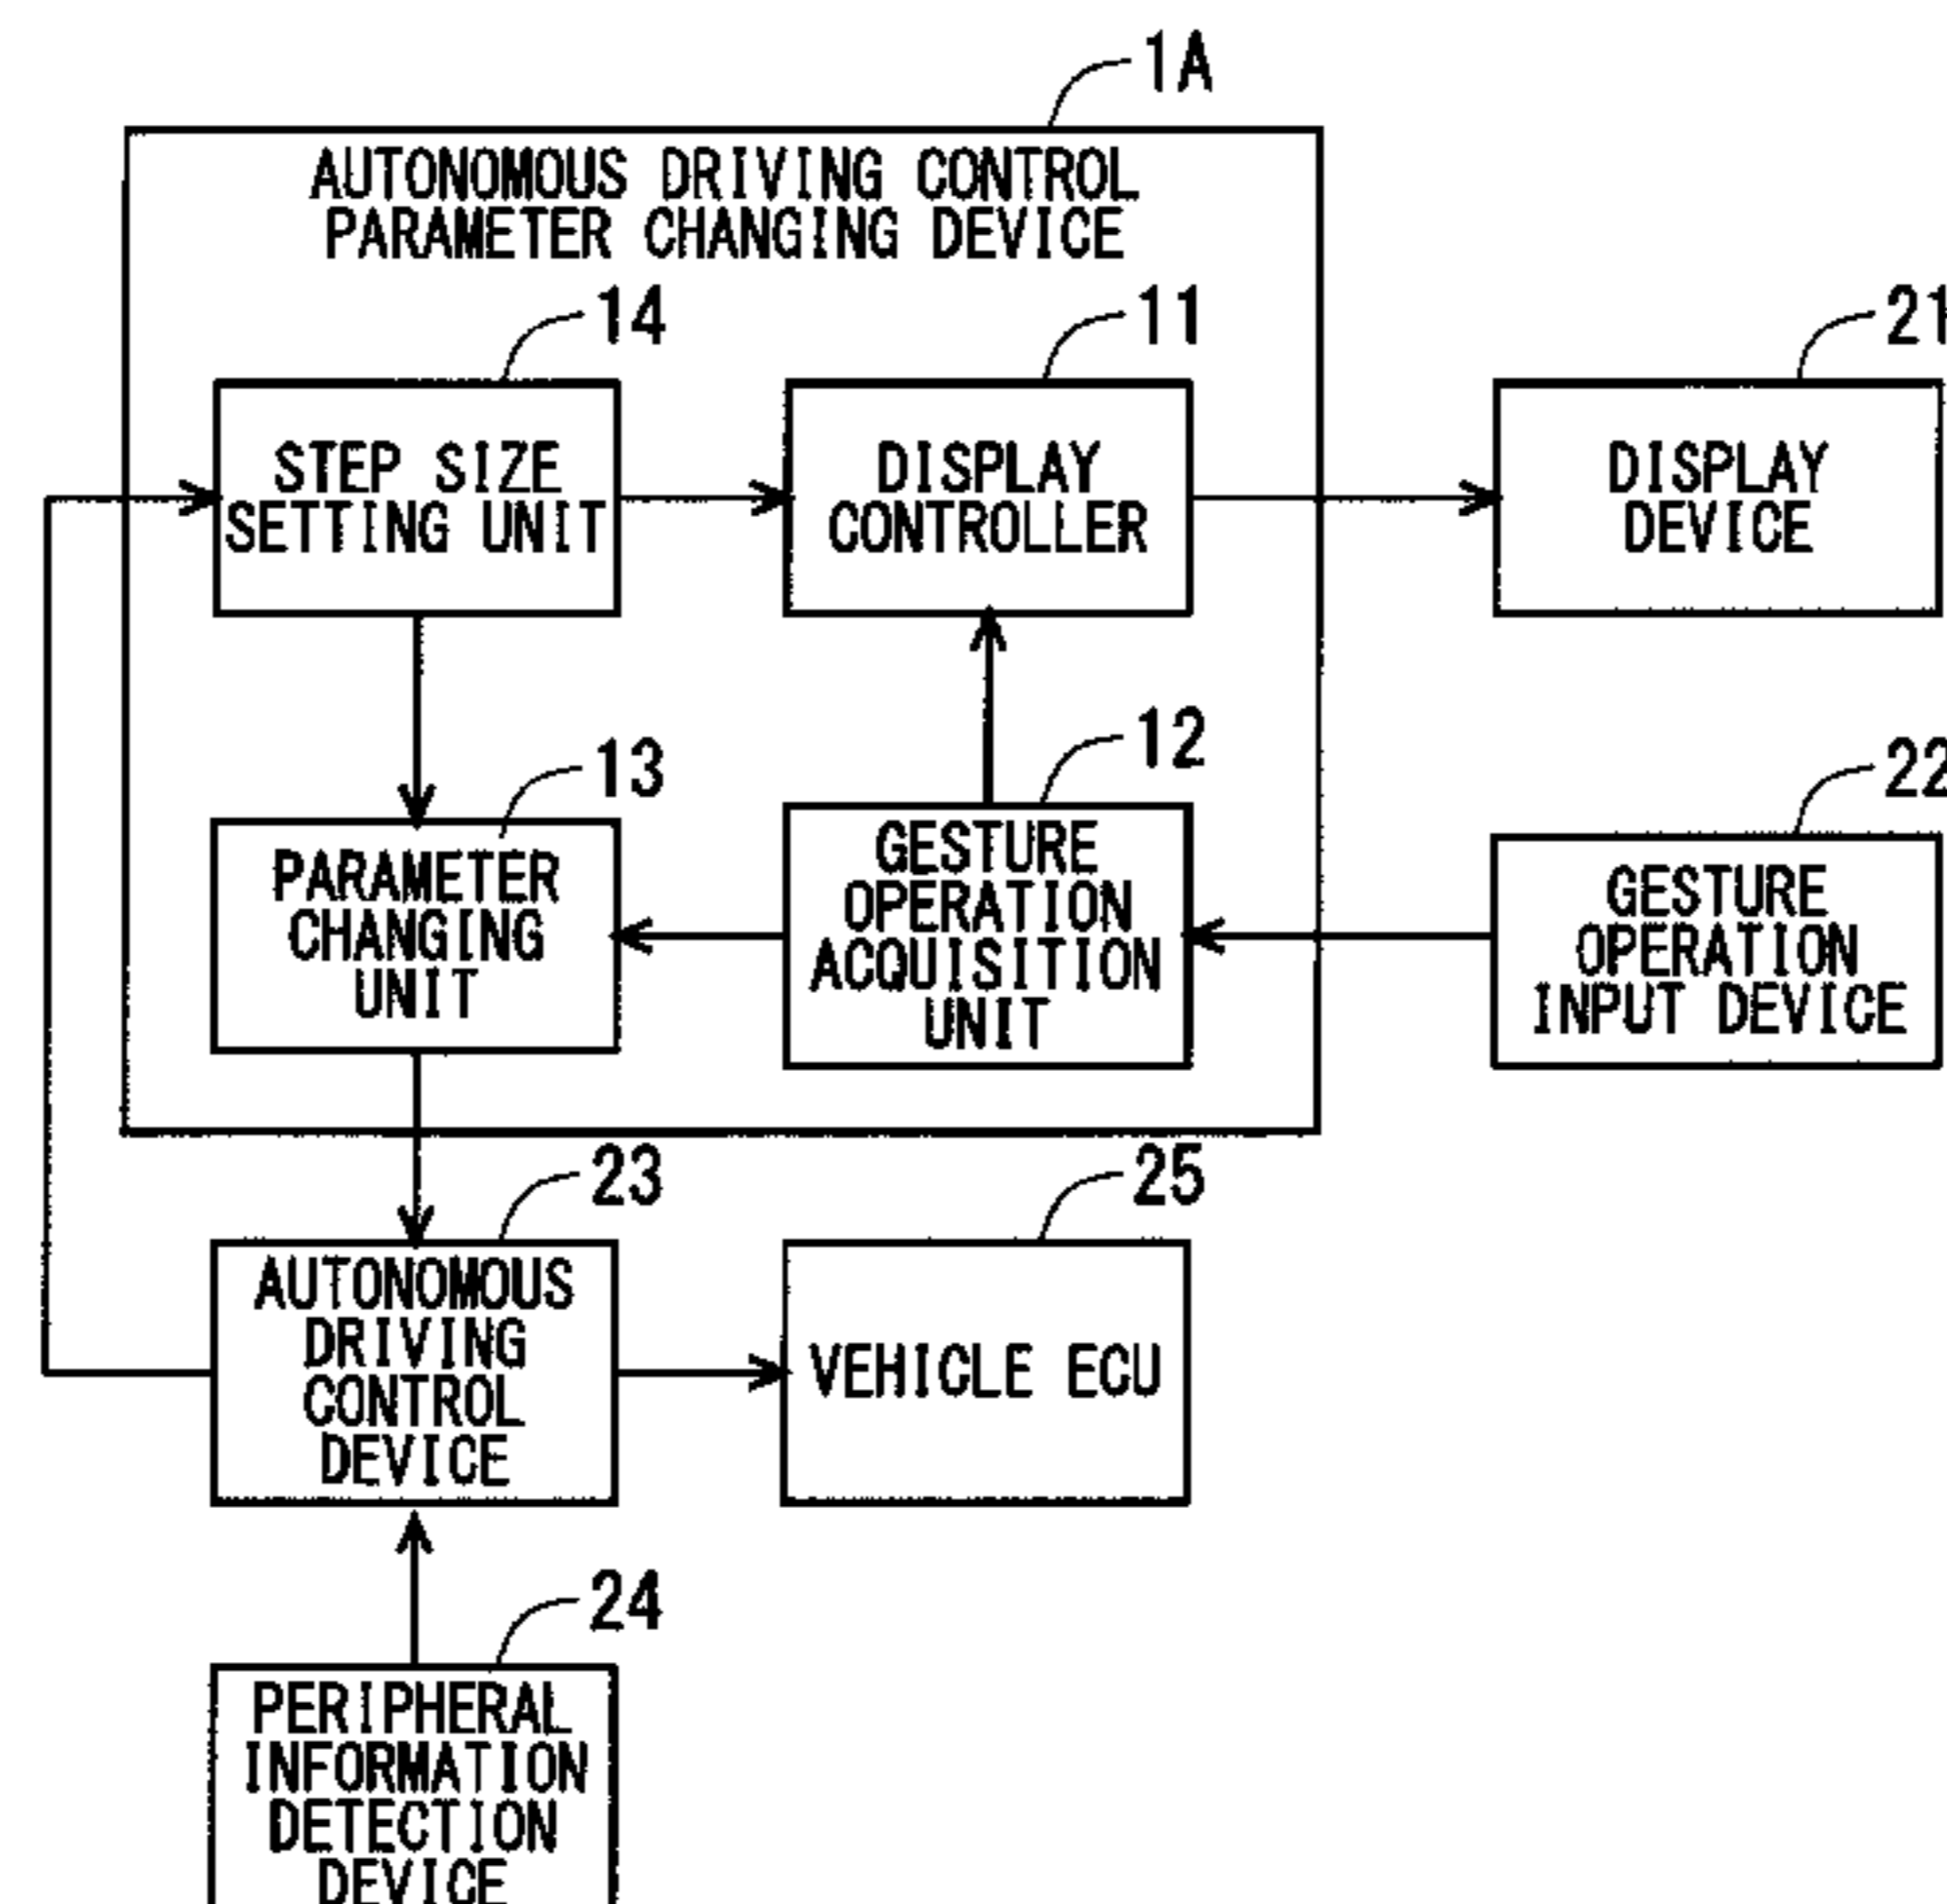 1A
AUTONOMOUS DRIVING CONTROL
PARAMETER CHANGING DEVICE
14
11
21
STEP SIZE
SETTING UNIT
DISPLAY
CONTROLLER
DISPLAY
DEVICE
13
12
22
PARAMETER
CHANGING
UNIT
GESTURE
OPERATION
ACQUISITION
UNIT
GESTURE
OPERATION
INPUT DEVICE
23
25
AUTONOMOUS
DRIVING
CONTROL
DEVICE
VEHICLE ECU
24
PERIPHERAL
INFORMATION
DETECTION
DEVICE